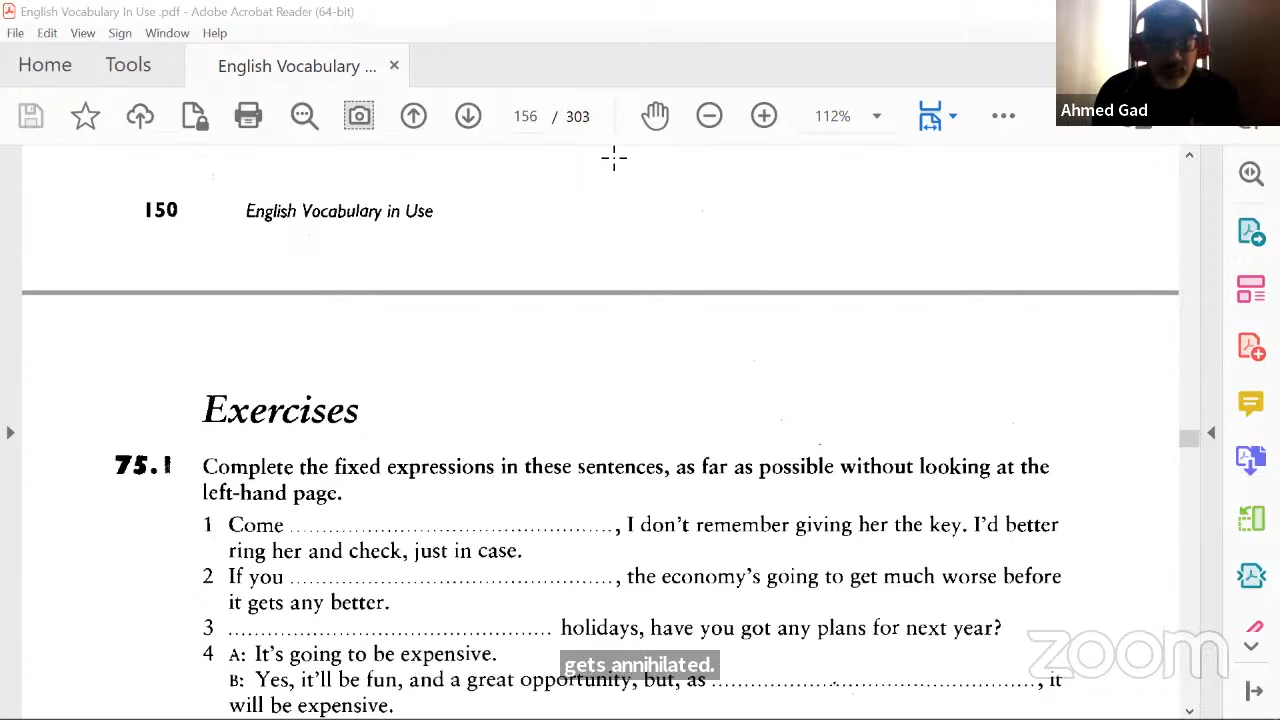 English Vocabulary In Use .pdf - Adobe Acrobat Reader (64-bit)
File Edit View Sign Window Help
Home Tools English Vocabulary ... ×
156 / 303 112%
Ahmed Gad
150 English Vocabulary in Use
Exercises
75.1 Complete the fixed expressions in these sentences, as far as possible without looking at the
left-hand page.
1 Come ............................................., I don't remember giving her the key. I'd better
ring her and check, just in case.
2 If you ............................................., the economy's going to get much worse before
it gets any better.
3 ............................................. holidays, have you got any plans for next year?
4 A: It's going to be expensive.
gets annihilated.
B: Yes, it'll be fun, and a great opportunity, but, as ............................................., it
will be expensive.
zoom